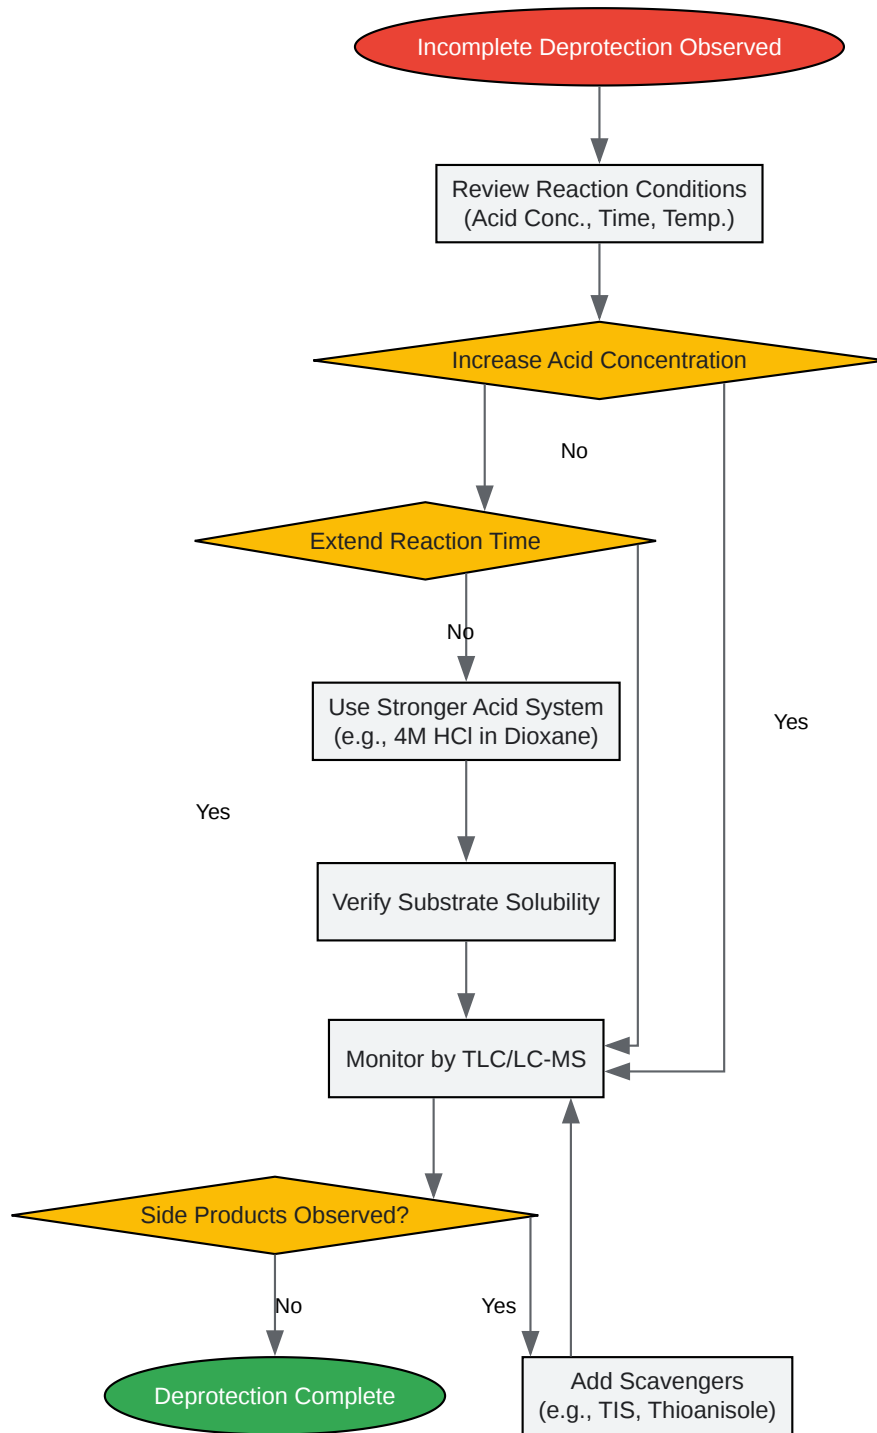 Incomplete Deprotection Observed
Review Reaction Conditions
(Acid Conc., Time, Temp.)
Increase Acid Concentration
No
Extend Reaction Time
No
Use Stronger Acid System
(e.g., 4M HCl in Dioxane)
Yes
Yes
Verify Substrate Solubility
Monitor by TLC/LC-MS
Side Products Observed?
No
Yes
Deprotection Complete
Add Scavengers
(e.g., TIS, Thioanisole)